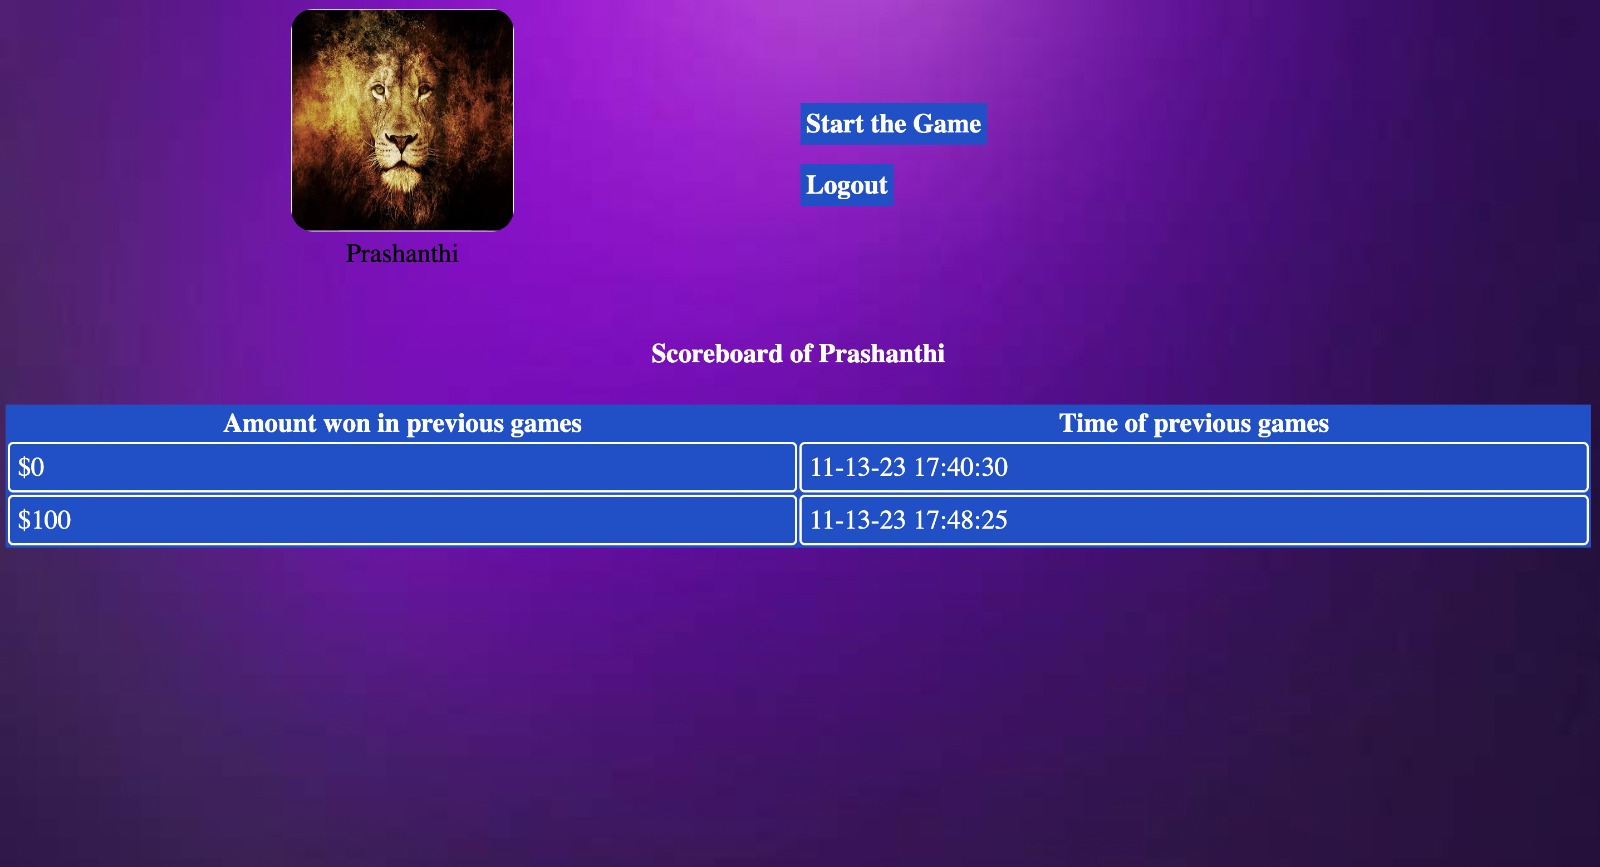 Start the Game
Logout
Prashanthi
Scoreboard of Prashanthi
Amount won in previous games Time of previous games
$0 11-13-23 17:40:30
$100 11-13-23 17:48:25